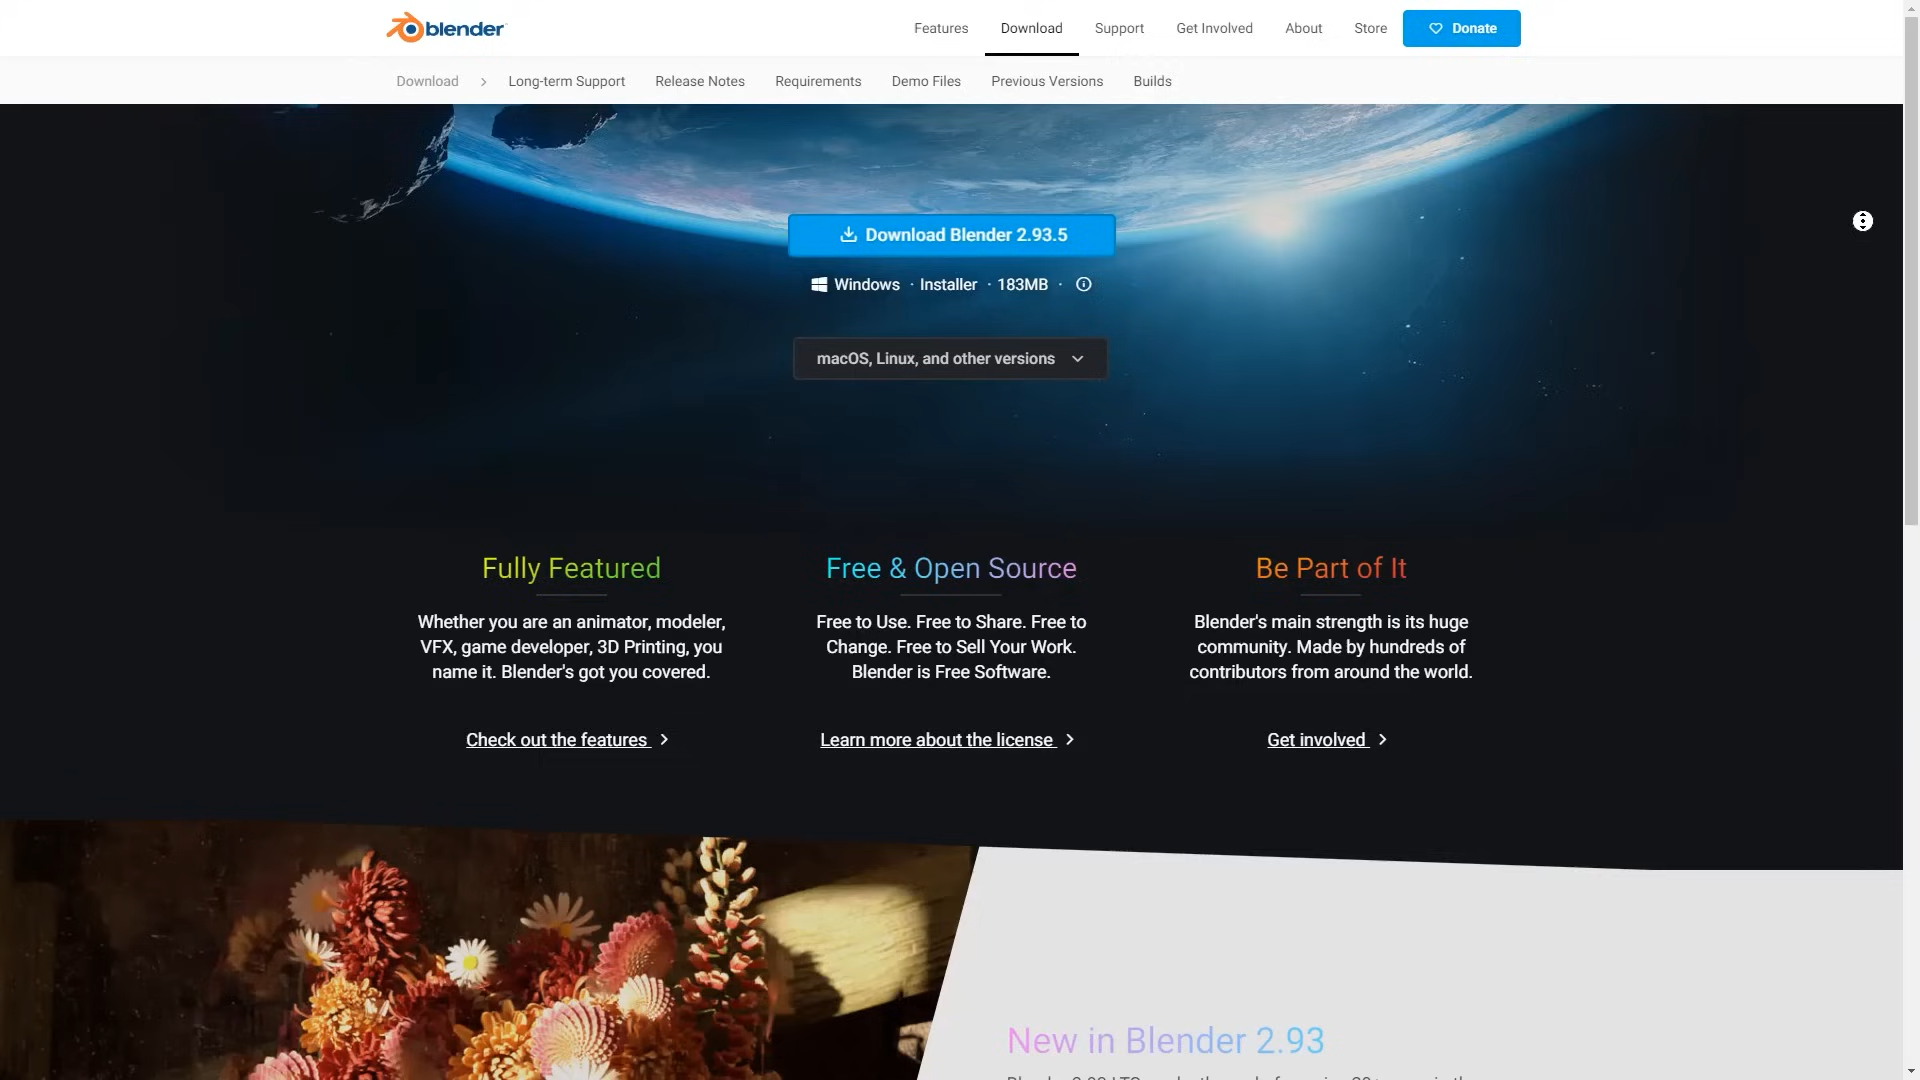 blender
Features
Download
Support
Get Involved
About
Store
Donate
Download
Long-term Support
Release Notes
Requirements
Demo Files
Previous Versions
Builds
Download Blender 2.93.5
Windows · Installer · 183MB ·
macOS, Linux, and other versions
Fully Featured
Whether you are an animator, modeler,
VFX, game developer, 3D Printing, you
name it. Blender's got you covered.
Check out the features
Free & Open Source
Free to Use. Free to Share. Free to
Change. Free to Sell Your Work.
Blender is Free Software.
Learn more about the license
Be Part of It
Blender's main strength is its huge
community. Made by hundreds of
contributors from around the world.
Get involved
New in Blender 2.93